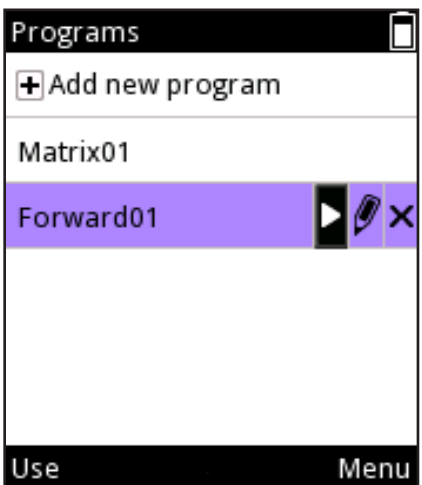 Programs
Add new program
Matrix01
Forward01
Use Menu